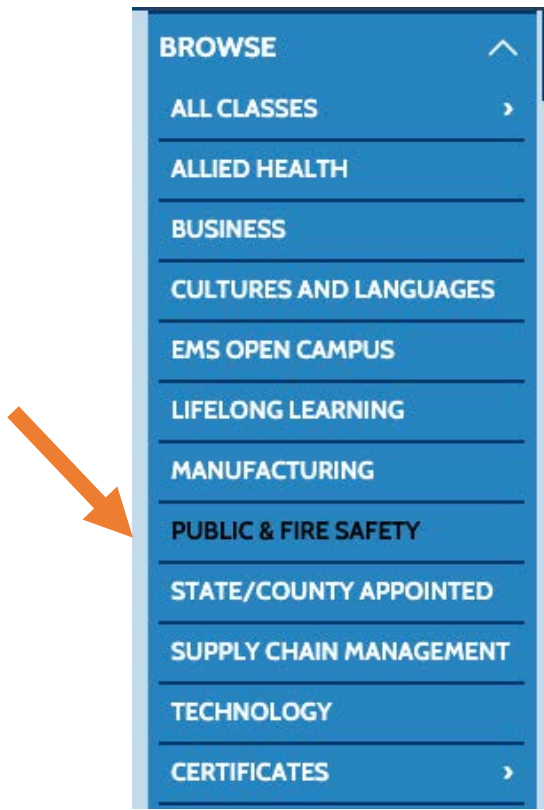 BROWSE
ALL CLASSES
ALLIED HEALTH
BUSINESS
CULTURES AND LANGUAGES
EMS OPEN CAMPUS
LIFELONG LEARNING
MANUFACTURING
PUBLIC & FIRE SAFETY
STATE/COUNTY APPOINTED
SUPPLY CHAIN MANAGEMENT
TECHNOLOGY
CERTIFICATES